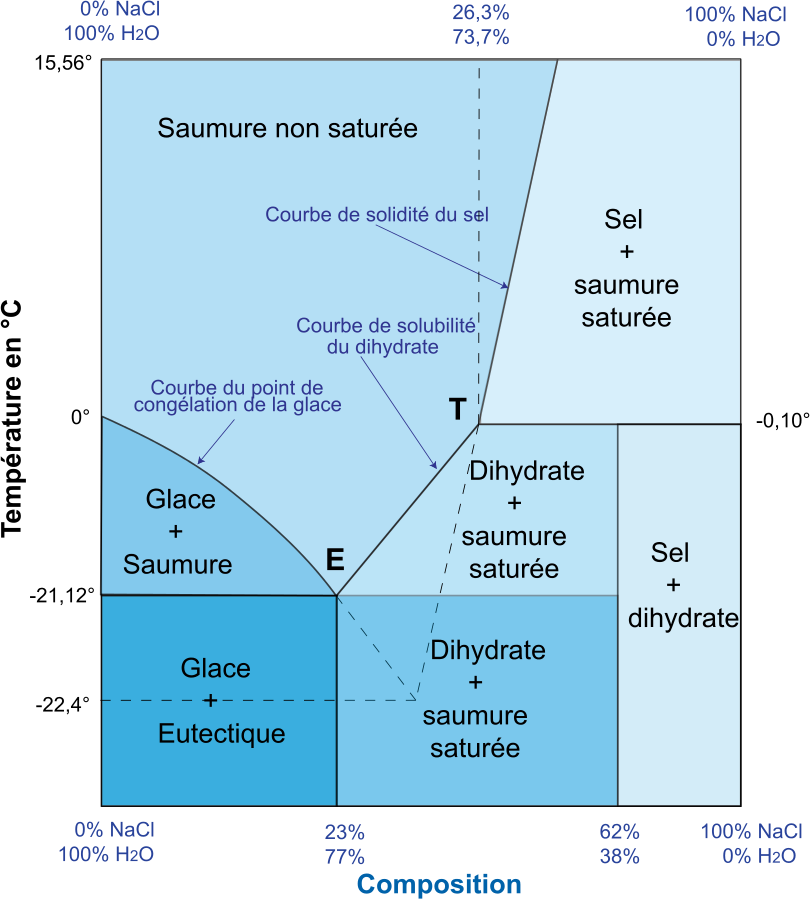 0% NaCl
100% H2O
26,3%
73,7%
100% NaCl
0% H2O
15,56°
Saumure non saturée
Courbe de solidité du sel
Sel
+
saumure
saturée
Courbe de solubilité
du dihydrate
Température en °C
Courbe du point de
congélation de la glace
T
0°
-0,10°
Dihydrate
+
saumure
saturée
Glace
+
Saumure
E
Sel
+
dihydrate
-21,12°
Glace
+
Eutectique
Dihydrate
+
saumure
saturée
-22,4°
0% NaCl
100% H2O
23%
77%
62%
38%
100% NaCl
0% H2O
Composition